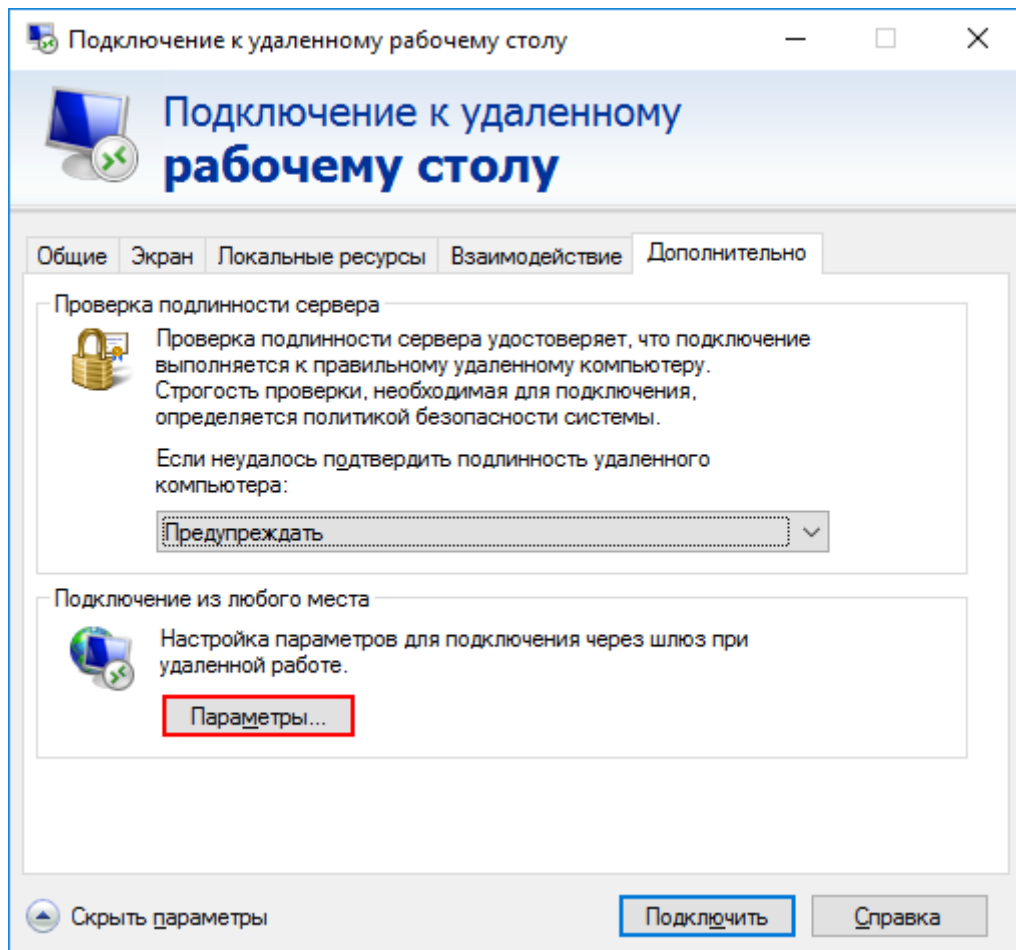 Подключение к удаленному рабочему столу
Подключение к удаленному
рабочему столу
Общие Экран Локальные ресурсы Взаимодействие Дополнительно
Проверка подлинности сервера
Проверка подлинности сервера удостоверяет, что подключение
выполняется к правильному удаленному компьютеру.
Строгость проверки, необходимая для подключения,
определяется политикой безопасности системы.
Если неудалось подтвердить подлинность удаленного
компьютера:
Предупреждать
Подключение из любого места
Настройка параметров для подключения через шлюз при
удаленной работе.
Параметры...
Скрыть параметры Подключить Справка